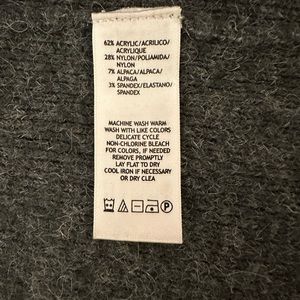 62% ACRYLIC/ACRILICO/
ACRYLIQUE
28% NYLON/POLIAMIDA/
NYLON
7% ALPACA/ALPACA/
ALPAGA
3% SPANDEX/ELASTANO/
SPANDEX
MACHINE WASH WARM
WASH WITH LIKE COLORS
DELICATE CYCLE
NON-CHLORINE BLEACH
FOR COLORS, IF NEEDED
REMOVE PROMPTLY
LAY FLAT TO DRY
COOL IRON IF NECESSARY
OR DRY CLEA
P